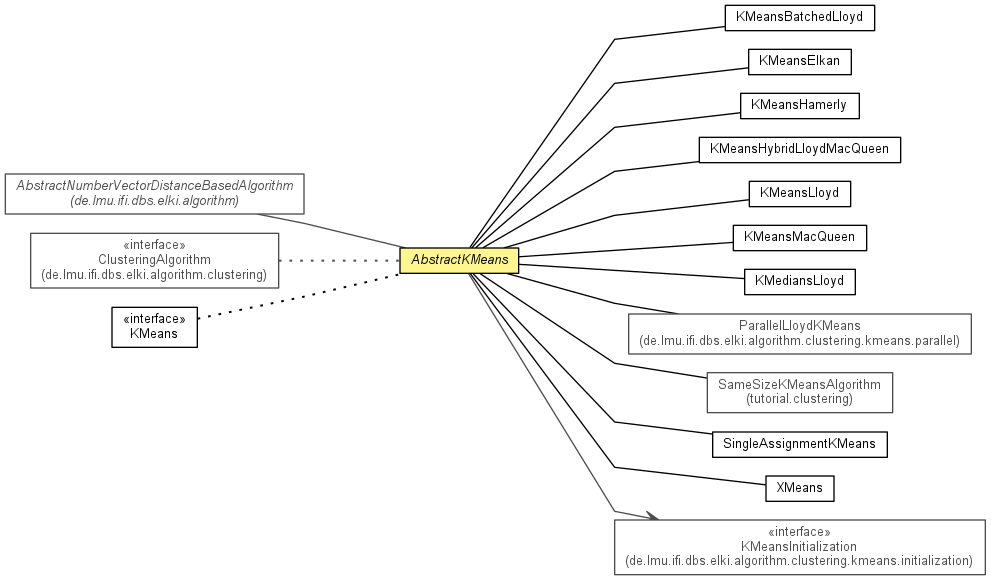 AbstractNumberVectorDistanceBasedAlgorithm
(de.lmu.ifi.dbs.elki.algorithm)
«interface»
ClusteringAlgorithm
(de.lmu.ifi.dbs.elki.algorithm.clustering)
«interface»
KMeans
AbstractKMeans
KMeansBatchedLloyd
KMeansElkan
KMeansHamerly
KMeansHybridLloydMacQueen
KMeansLloyd
KMeansMacQueen
KMediansLloyd
ParallelLloydKMeans
(de.lmu.ifi.dbs.elki.algorithm.clustering.kmeans.parallel)
SameSizeKMeansAlgorithm
(tutorial.clustering)
SingleAssignmentKMeans
XMeans
«interface»
KMeansInitialization
(de.lmu.ifi.dbs.elki.algorithm.clustering.kmeans.initialization)